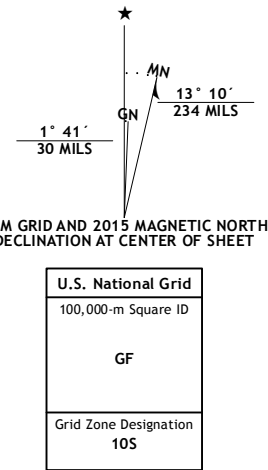 ★
MN
GN
13° 10´
234 MILS
1° 41´
30 MILS
M GRID AND 2015 MAGNETIC NORTH
DECLINATION AT CENTER OF SHEET
U.S. National Grid
100,000-m Square ID
GF
Grid Zone Designation
10S